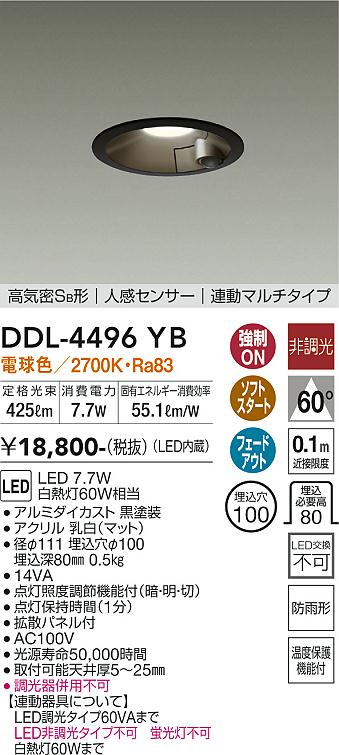 高気密SB形｜人感センサー｜連動マルチタイプ
DDL-4496 YB
電球色／2700K・Ra83
定格光束 消費電力 固有エネルギー消費効率
425ℓm 7.7W 55.1ℓm/W
¥18,800-(税抜) (LED内蔵)
LED
LED 7.7W
白熱灯60W相当
● アルミダイカスト 黒塗装
● アクリル 乳白(マット)
● 径φ111 埋込穴φ100
埋込深80mm 0.5kg
● 14VA
● 点灯照度調節機能付(暗・明・切)
● 点灯保持時間(1分)
● 拡散パネル付
● AC100V
● 光源寿命50,000時間
● 取付可能天井厚5〜25mm
● 調光器併用不可
【連動器具について】
LED調光タイプ60VAまで
LED非調光タイプ不可 蛍光灯不可
白熱灯60Wまで
強制
ON
非調光
ソフト
スタート
60°
フェード
アウト
0.1m
近接限度
埋込穴
100
埋込
必要高
80
LED交換
不可
防雨形
温度保護
機能付